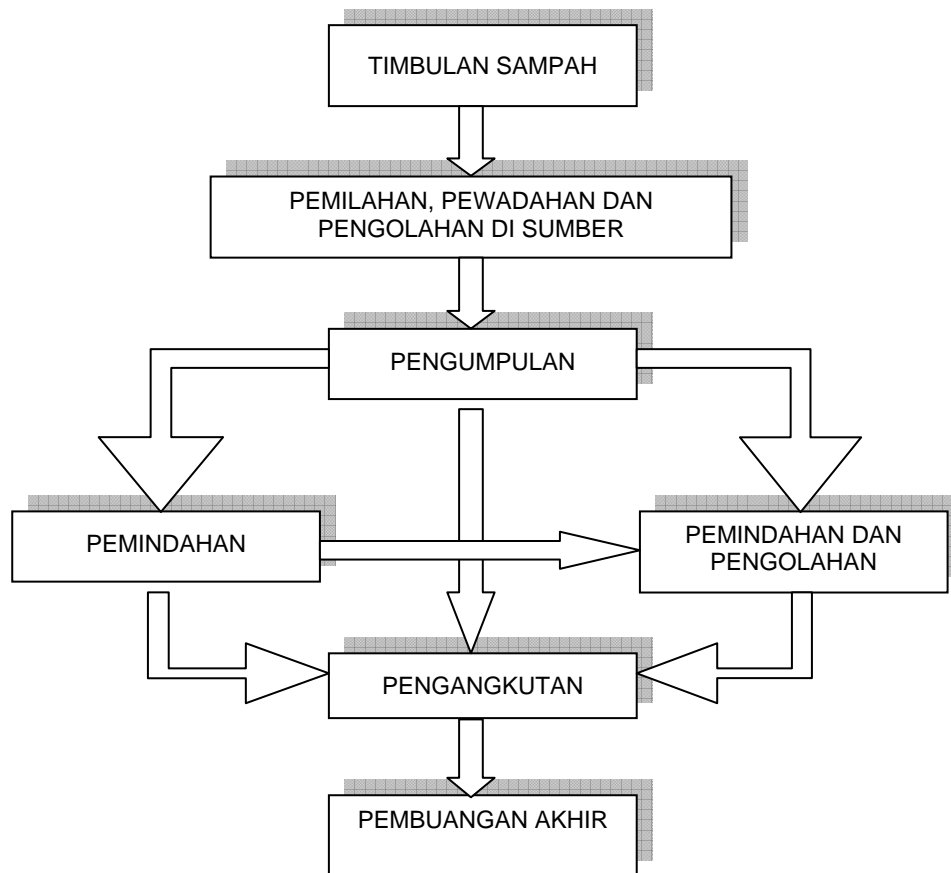 TIMBULAN SAMPAH
PEMILAHAN, PEWADAHAN DAN
PENGOLAHAN DI SUMBER
PENGUMPULAN
PEMINDAHAN
PEMINDAHAN DAN
PENGOLAHAN
PENGANGKUTAN
PEMBUANGAN AKHIR